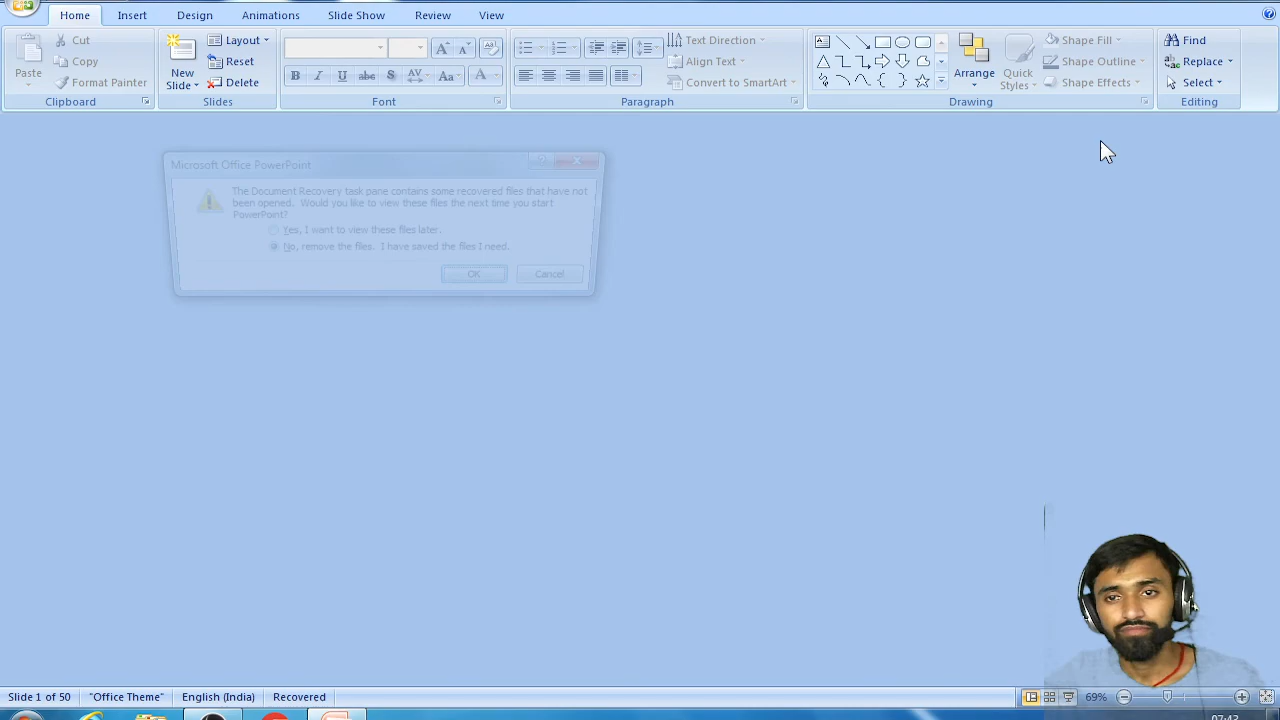 Home Insert Design Animations Slide Show Review View
Cut
Copy
Format Painter
Paste
Clipboard
New
Slide
Layout
Reset
Delete
Slides
Font
Text Direction
Align Text
Convert to SmartArt
Paragraph
Arrange
Quick
Styles
Shape Fill
Shape Outline
Shape Effects
Drawing
Find
Replace
Select
Editing
Microsoft Office PowerPoint
The Document Recovery task pane contains some recovered files that have not
been opened. Would you like to view these files the next time you start
PowerPoint?
Yes, I want to view these files later.
No, remove the files. I have saved the files I need.
OK Cancel
Slide 1 of 50 "Office Theme" English (India) Recovered 69%
07:43